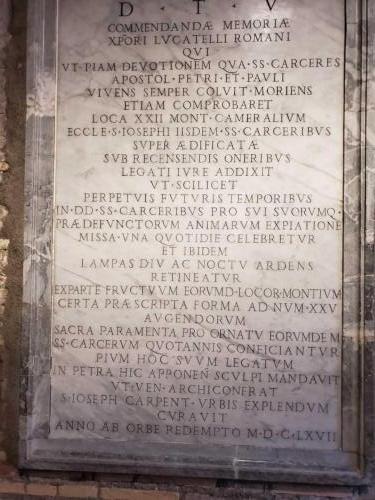 D · T · V
COMMENDANDÆ MEMORIÆ
XPORI LVCATELLI ROMANI
QVI
VT·PIAM DEVOTIONEM QVA·SS·CARCERES
APOSTOL·PETRI·ET·PAVLI
VIVENS SEMPER COLVIT·MORIENS
ETIAM COMPROBARET
LOCA XXII MONT·CAMERALIVM
ECCLE·S·IOSEPHI IISDEM·SS·CARCERIBVS
SVPER ÆDIFICATÆ
SVB RECENSENDIS ONERIBVS
LEGATI IVRE ADDIXIT
VT·SCILICET
PERPETVIS FVTVRIS TEMPORIBVS
IN·DD·SS·CARCERIBVS PRO SVI SVORVMQ·
PRÆDEFVNCTORVM ANIMARVM EXPIATIONE
MISSA·VNA QVOTIDIE CELEBRETVR
ET IBIDEM
LAMPAS DIV AC NOCTV ARDENS
RETINEATVR
EXPARTE FRVCTVVM EORVMD·LOCOR·MONTIVM
CERTA PRÆSCRIPTA FORMA AD NVM·XXV
AVGENDORVM
SACRA PARAMENTA PRO ORNATV EORVMDEM
SS·CARCERVM QVOTANNIS CONFICIANTVR
PIVM HOC SVVM LEGATVM
IN PETRA HIC APPONEN̄ SCVLPI MANDAVIT
VT·VEN·ARCHICONFRAT
S·IOSEPH CARPENT·VRBIS EXPLENDVM
CVRAVIT
ANNO AB ORBE REDEMPTO M·D·C·LXVII